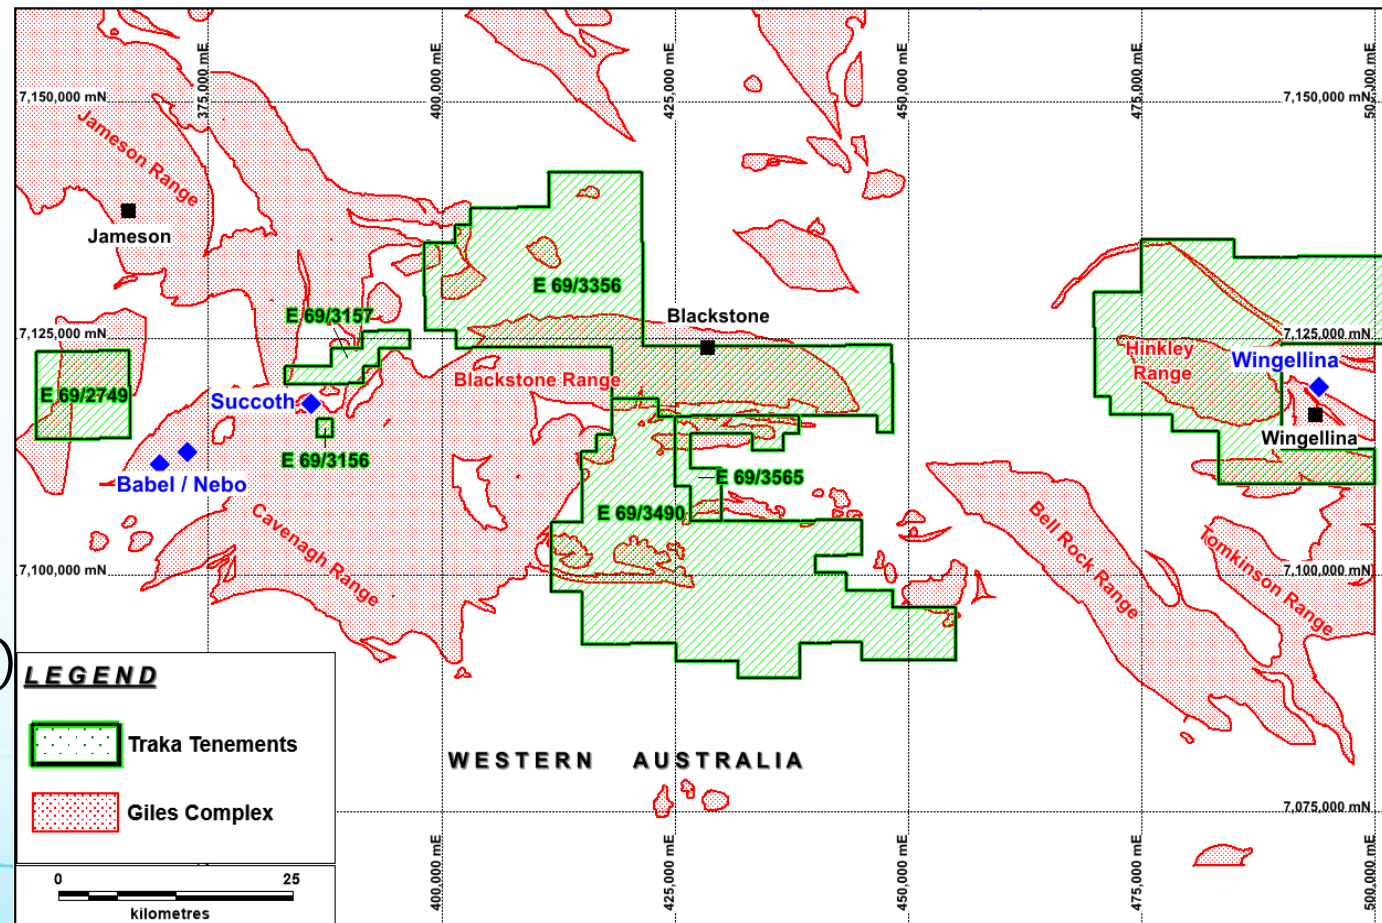 375,000 mE
400,000 mE
425,000 mE
450,000 mE
475,000 mE
7,150,000 mN
7,150,000 mN
Jameson Range
Jameson
E 69/3356
E 69/3157
Blackstone
7,125,000 mN
7,125,000 mN
Hinkley
Range
Wingellina
Blackstone Range
E 69/2749
Succoth
Wingellina
E 69/3156
E 69/3565
Babel / Nebo
E 69/3490
Cavenagh Range
Bell Rock Range
Tomkinson Range
7,100,000 mN
7,100,000 mN
LEGEND
Traka Tenements
Giles Complex
WESTERN AUSTRALIA
7,075,000 mN
0
25
kilometres
400,000 mE
425,000 mE
450,000 mE
475,000 mE
500,000 mE